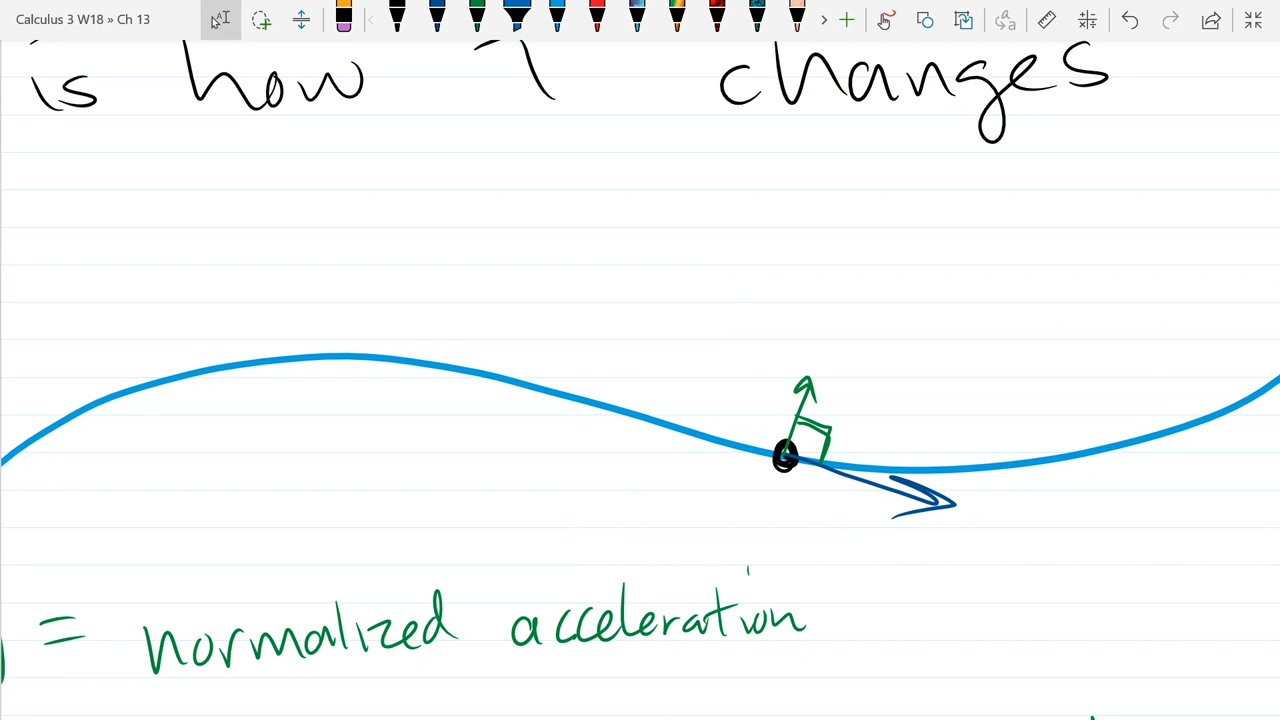 Calculus 3 W18 » Ch 13
is how T changes
= normalized acceleration